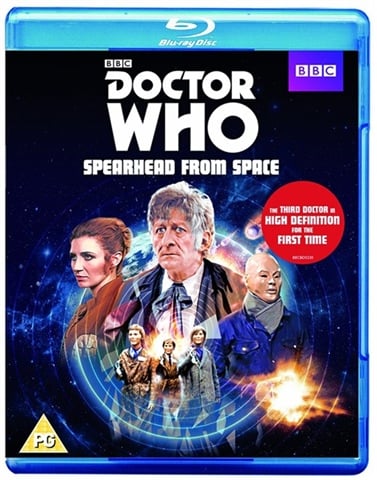 Blu-ray Disc
BBC
DOCTOR
WHO
BBC
SPEARHEAD FROM SPACE
THE THIRD DOCTOR IN
HIGH DEFINITION
FOR THE
FIRST TIME
PG